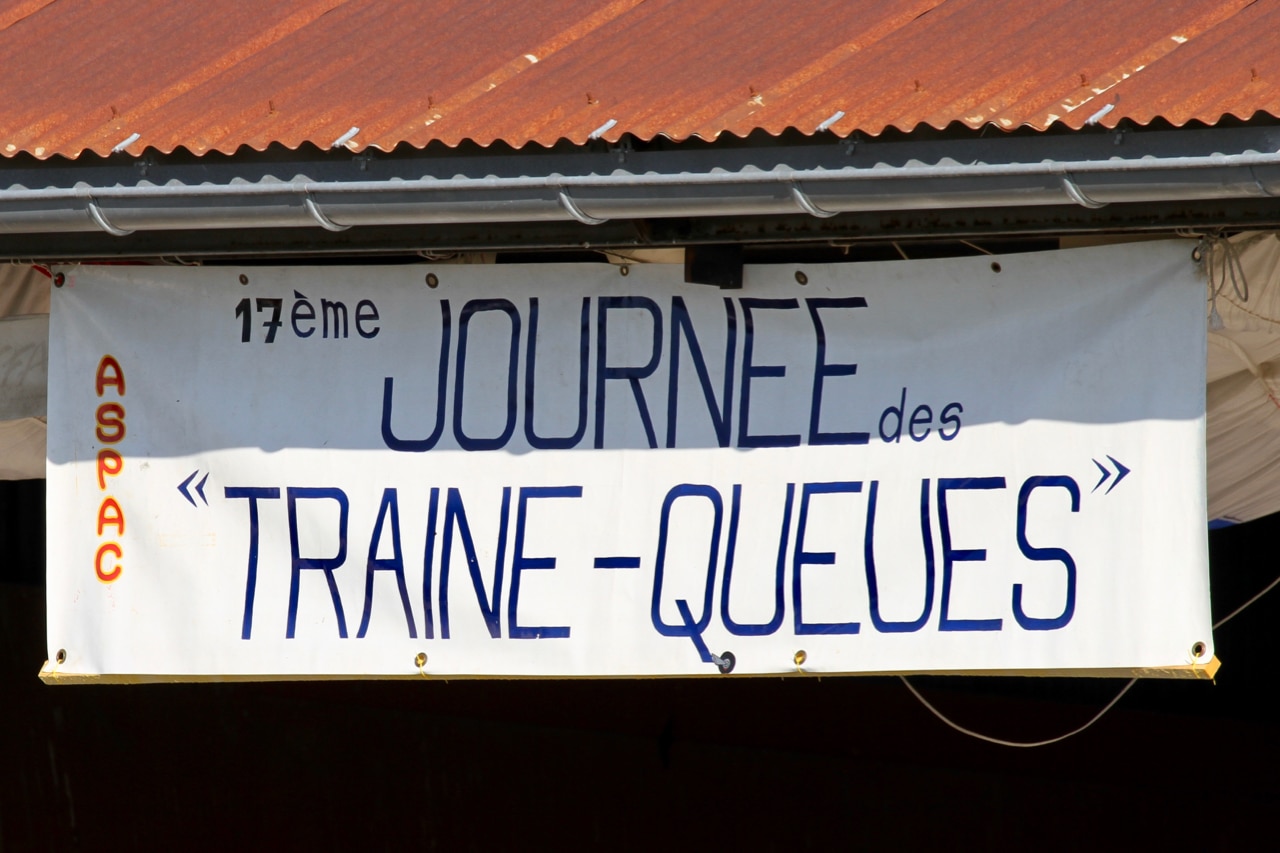 17ème JOURNEE des
ASPAC
« TRAINE-QUEUES »